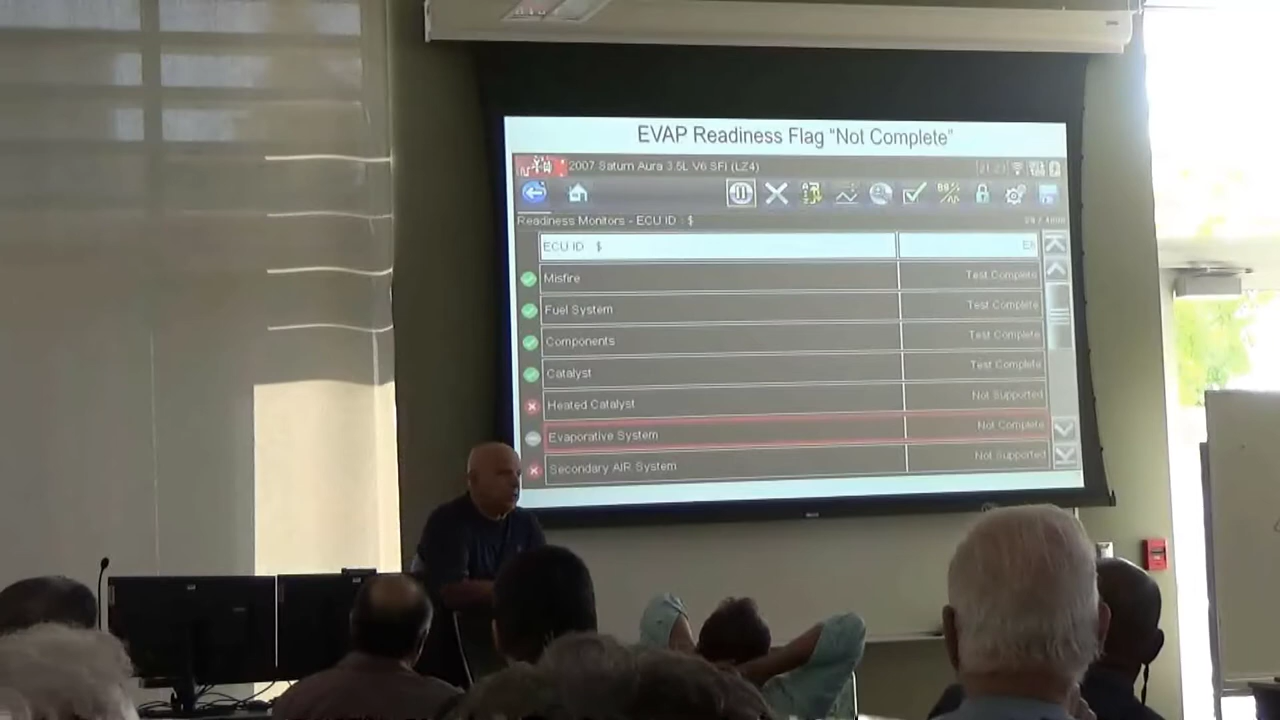 EVAP Readiness Flag “Not Complete”
2007 Saturn Aura 3.5L V6 SFI (LZ4)
Readiness Monitors - ECU ID : $
ECU ID : $
Misfire Test Complete
Fuel System Test Complete
Components Test Complete
Catalyst Test Complete
Heated Catalyst Not Supported
Evaporative System Not Complete
Secondary AIR System Not Supported